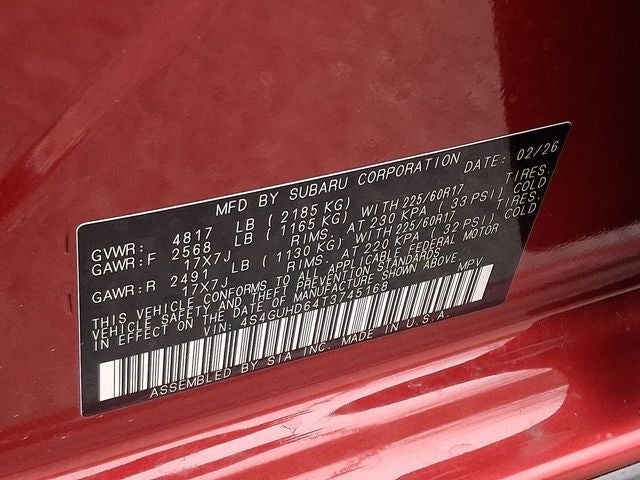 MFD BY SUBARU CORPORATION DATE: 02/26
GVWR: 4817 LB (2185 KG)
GAWR:F 2568 LB (1165 KG) WITH 225/60R17 TIRES.
17X7J RIMS. AT 230 KPA (33 PSI) COLD
GAWR:R 2491 LB (1130 KG) WITH 225/60R17 TIRES.
17X7J RIMS. AT 220 KPA (32 PSI) COLD
THIS VEHICLE CONFORMS TO ALL APPLICABLE FEDERAL MOTOR
VEHICLE SAFETY AND THEFT PREVENTION STANDARDS
IN EFFECT ON THE DATE OF MANUFACTURE SHOWN ABOVE.
VIN: 4S4GUHD64T3745168 MPV
ASSEMBLED BY SIA INC. MADE IN U.S.A.